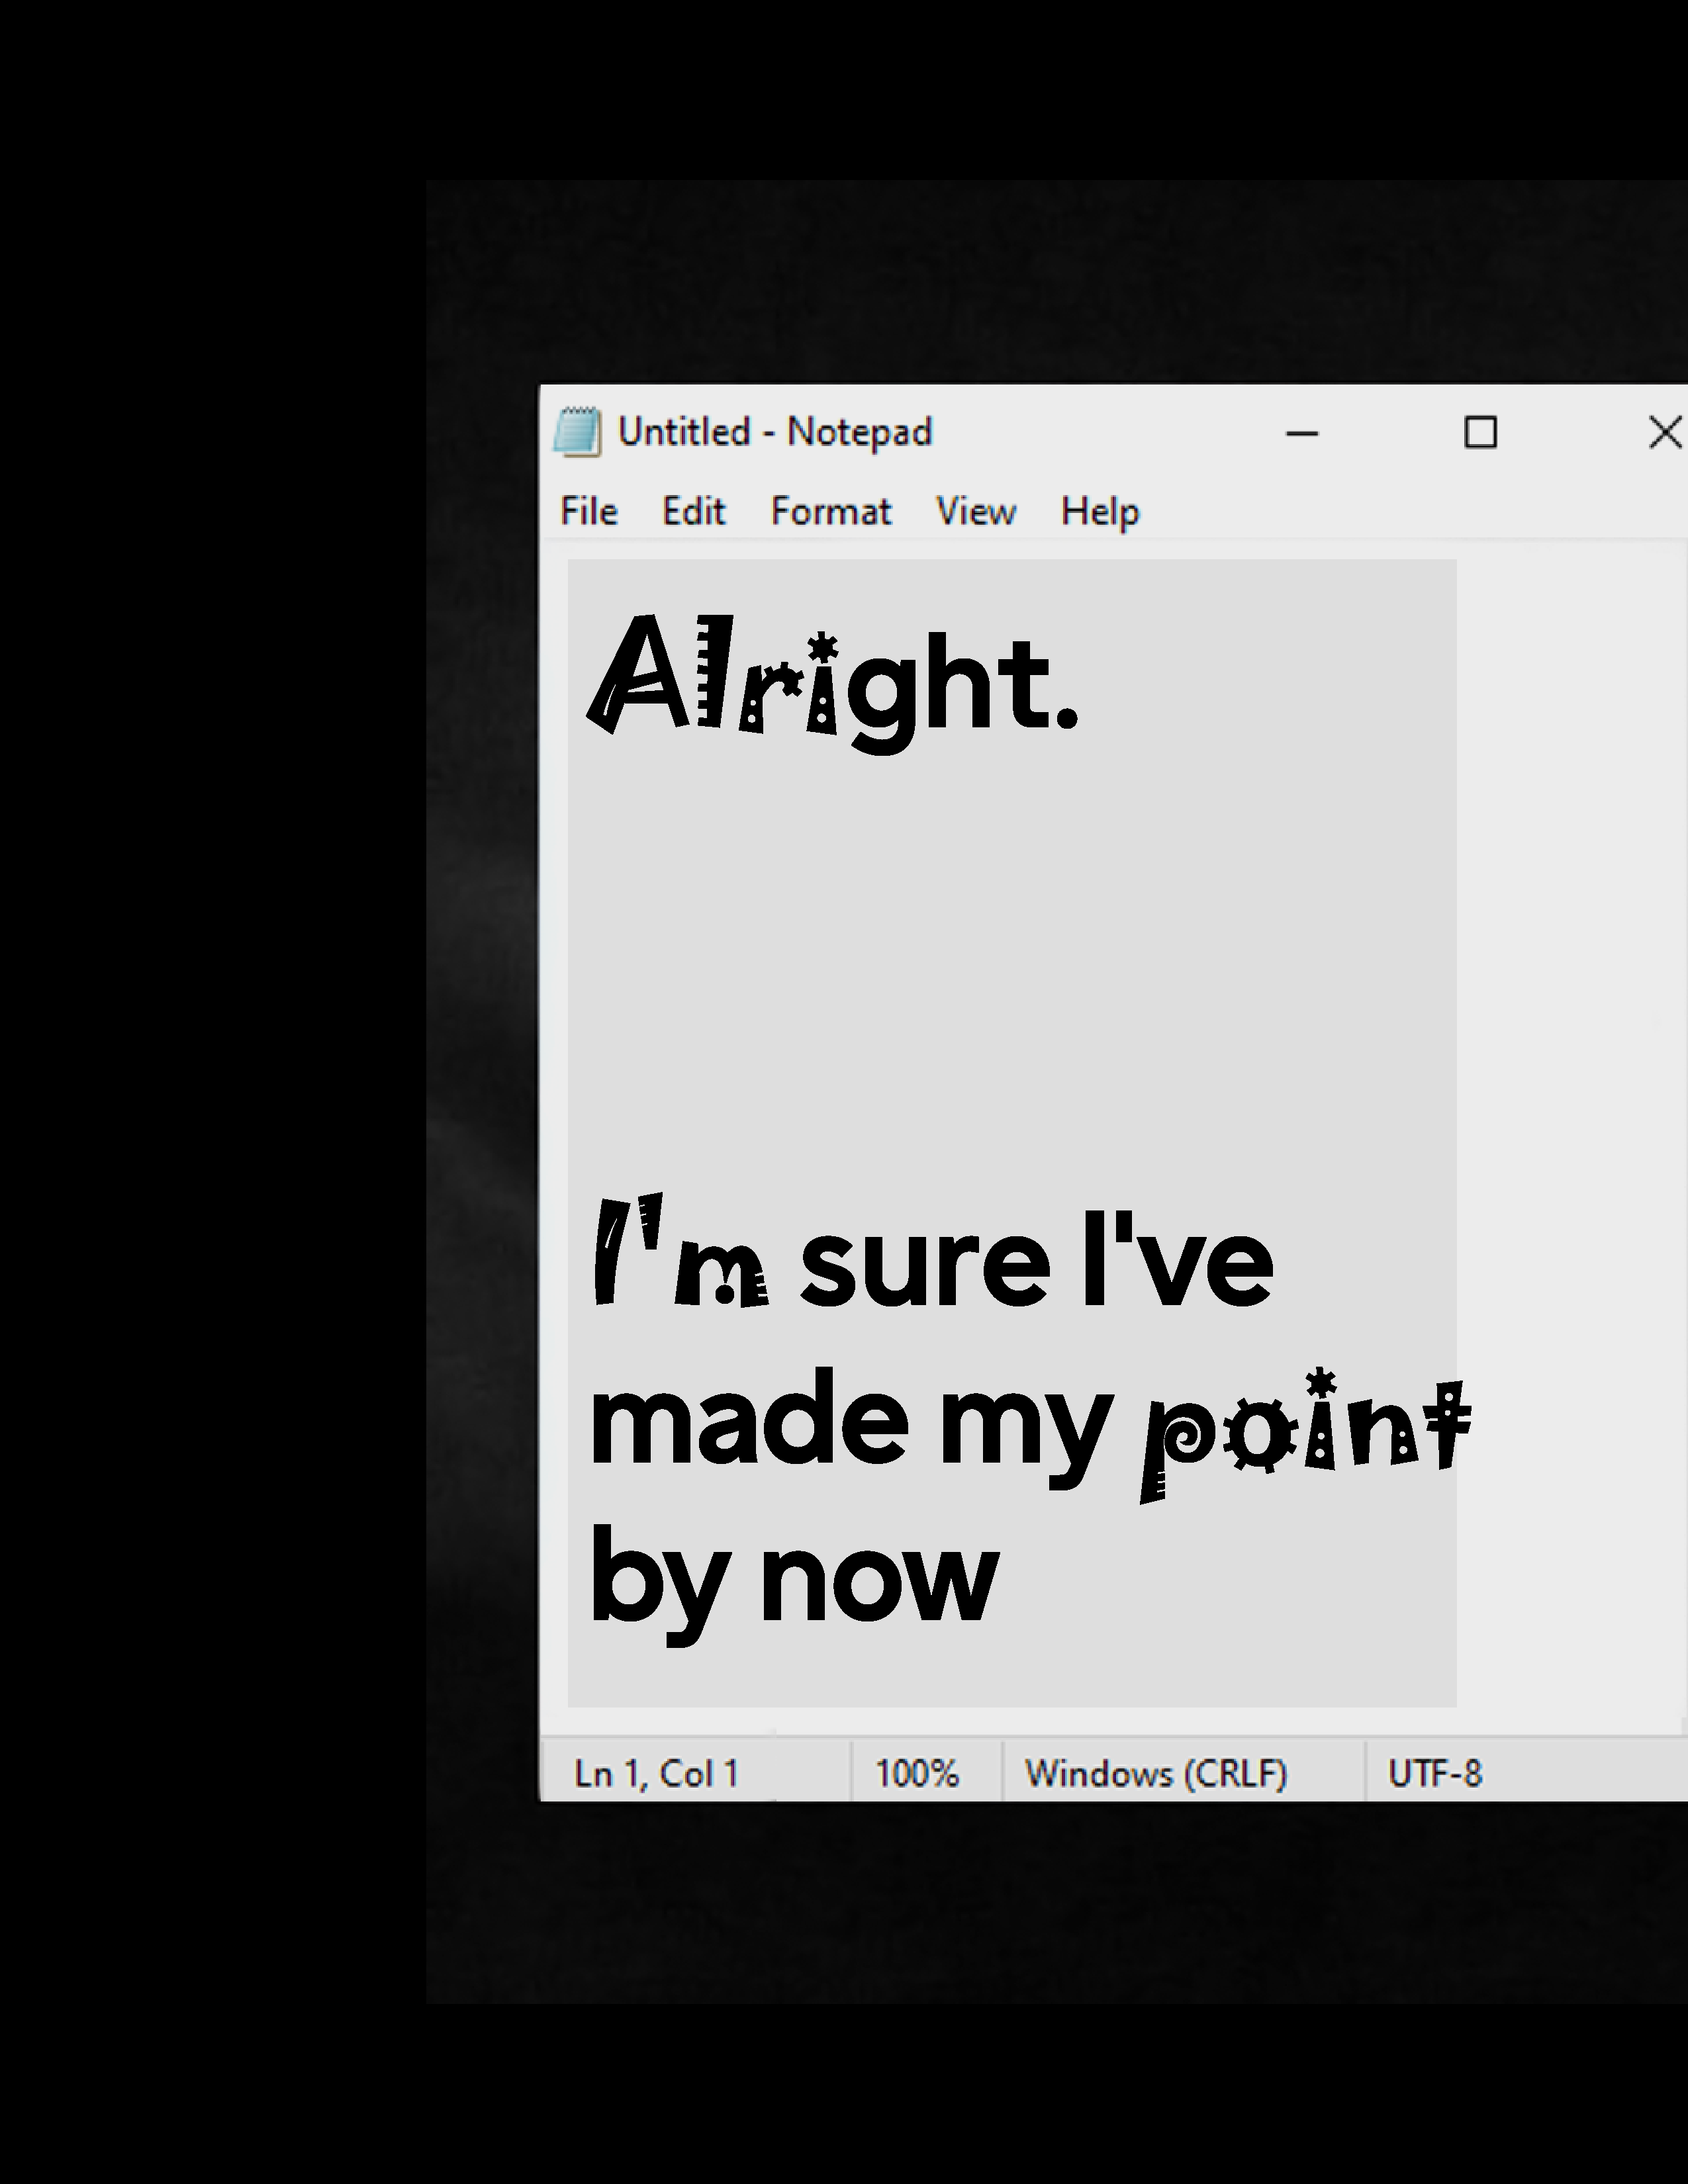 Untitled - Notepad
File Edit Format View Help
Alright.
I'm sure I've
made my point
by now
Ln 1, Col 1 100% Windows (CRLF) UTF-8